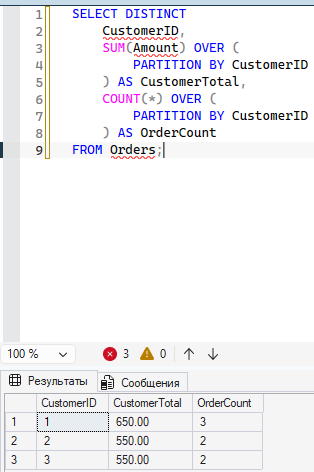 1 SELECT DISTINCT
2 CustomerID,
3 SUM(Amount) OVER (
4 PARTITION BY CustomerID
5 ) AS CustomerTotal,
6 COUNT(*) OVER (
7 PARTITION BY CustomerID
8 ) AS OrderCount
9 FROM Orders;
100 % 3 0
Результаты Сообщения
CustomerID CustomerTotal OrderCount
1 1 650.00 3
2 2 550.00 2
3 3 550.00 2